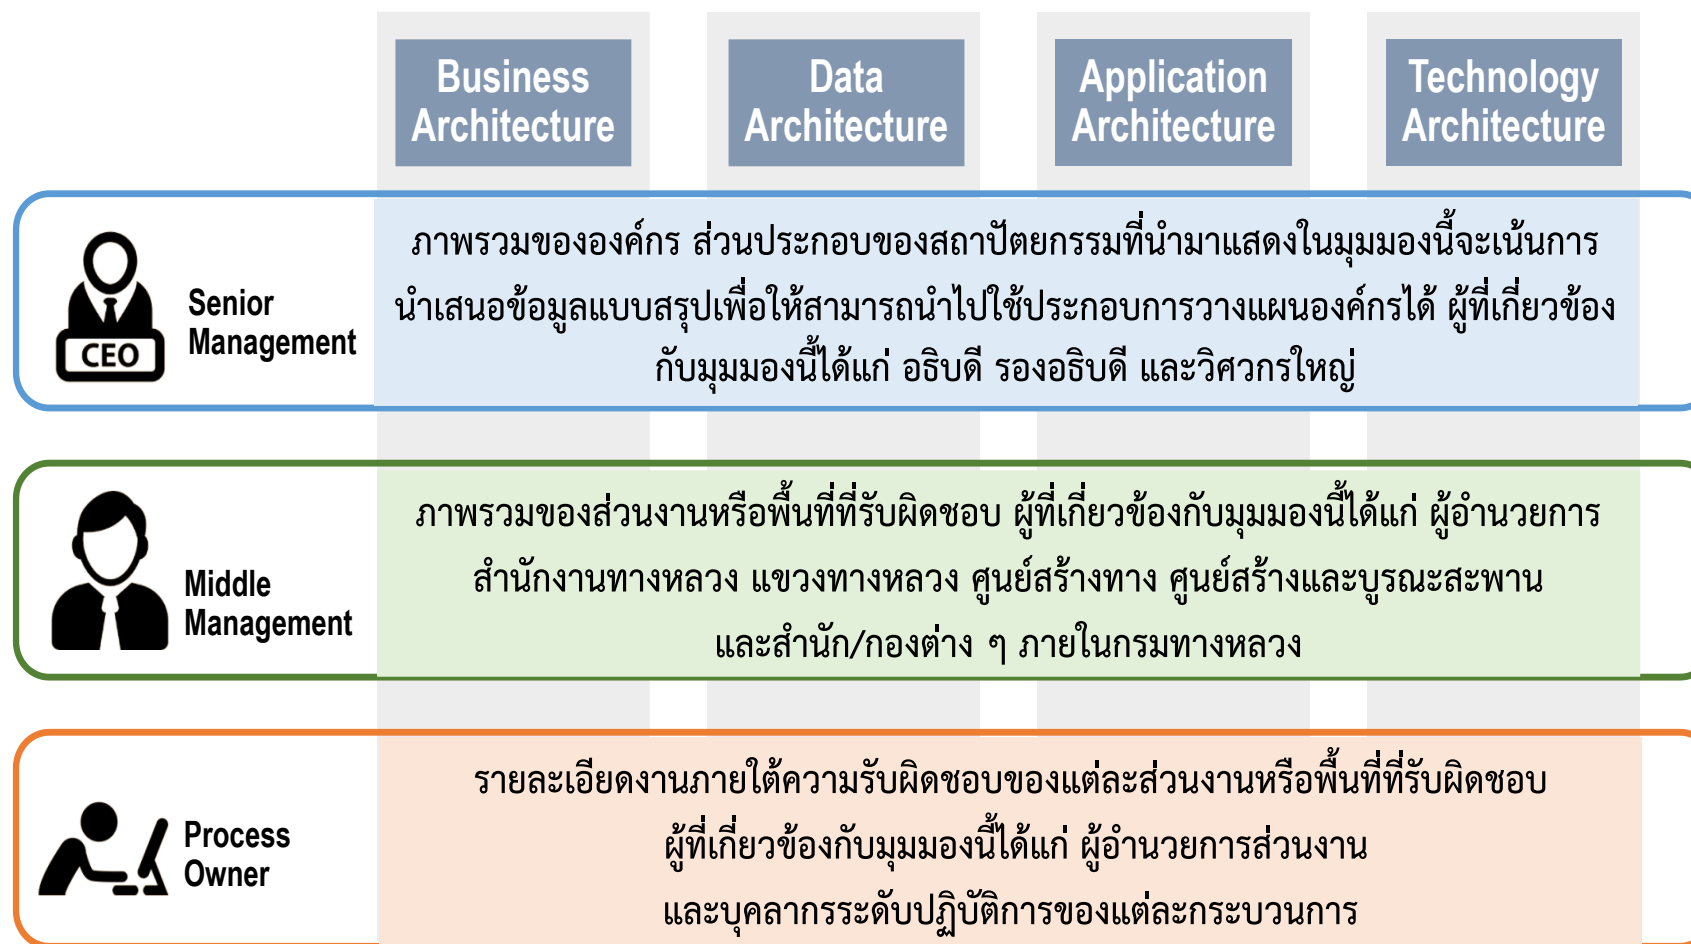 Business
Architecture
Data
Architecture
Application
Architecture
Technology
Architecture
CEO
Senior
Management
ภาพรวมขององค์กร ส่วนประกอบของสถาปัตยกรรมที่นำมาแสดงในมุมมองนี้จะเน้นการ
นำเสนอข้อมูลแบบสรุปเพื่อให้สามารถนำไปใช้ประกอบการวางแผนองค์กรได้ ผู้ที่เกี่ยวข้อง
กับมุมมองนี้ได้แก่ อธิบดี รองอธิบดี และวิศวกรใหญ่
Middle
Management
ภาพรวมของส่วนงานหรือพื้นที่ที่รับผิดชอบ ผู้ที่เกี่ยวข้องกับมุมมองนี้ได้แก่ ผู้อำนวยการ
สำนักงานทางหลวง แขวงทางหลวง ศูนย์สร้างทาง ศูนย์สร้างและบูรณะสะพาน
และสำนัก/กองต่าง ๆ ภายในกรมทางหลวง
Process
Owner
รายละเอียดงานภายใต้ความรับผิดชอบของแต่ละส่วนงานหรือพื้นที่ที่รับผิดชอบ
ผู้ที่เกี่ยวข้องกับมุมมองนี้ได้แก่ ผู้อำนวยการส่วนงาน
และบุคลากรระดับปฏิบัติการของแต่ละกระบวนการ